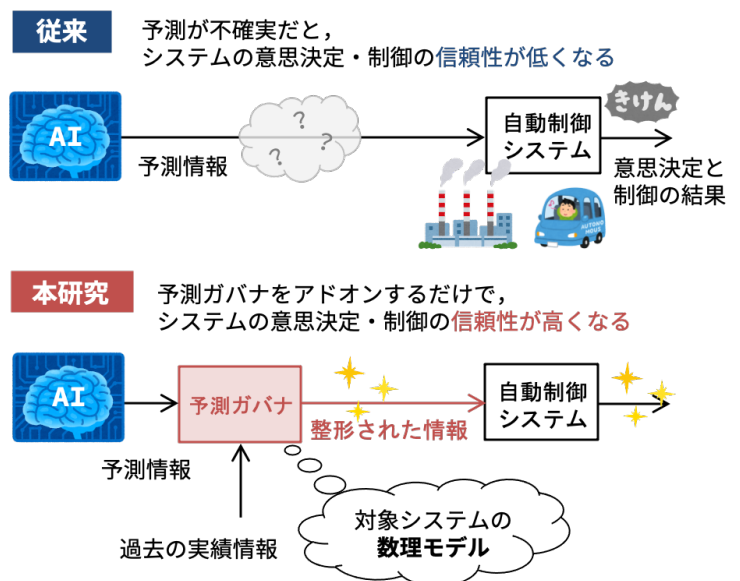 従来
予測が不確実だと，
システムの意思決定・制御の信頼性が低くなる
AI
予測情報
?
?
?
自動制御
システム
きけん
意思決定と
制御の結果
AUTONO
MOUS
本研究
予測ガバナをアドオンするだけで，
システムの意思決定・制御の信頼性が高くなる
AI
予測情報
予測ガバナ
過去の実績情報
整形された情報
自動制御
システム
対象システムの
数理モデル